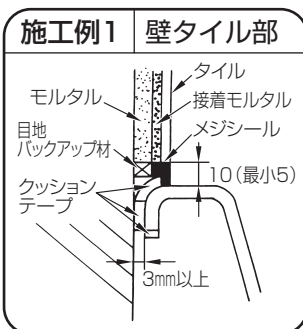 施工例1 壁タイル部
タイル
モルタル
接着モルタル
目地
バックアップ材
メジシール
10(最小5)
クッション
テープ
3mm以上